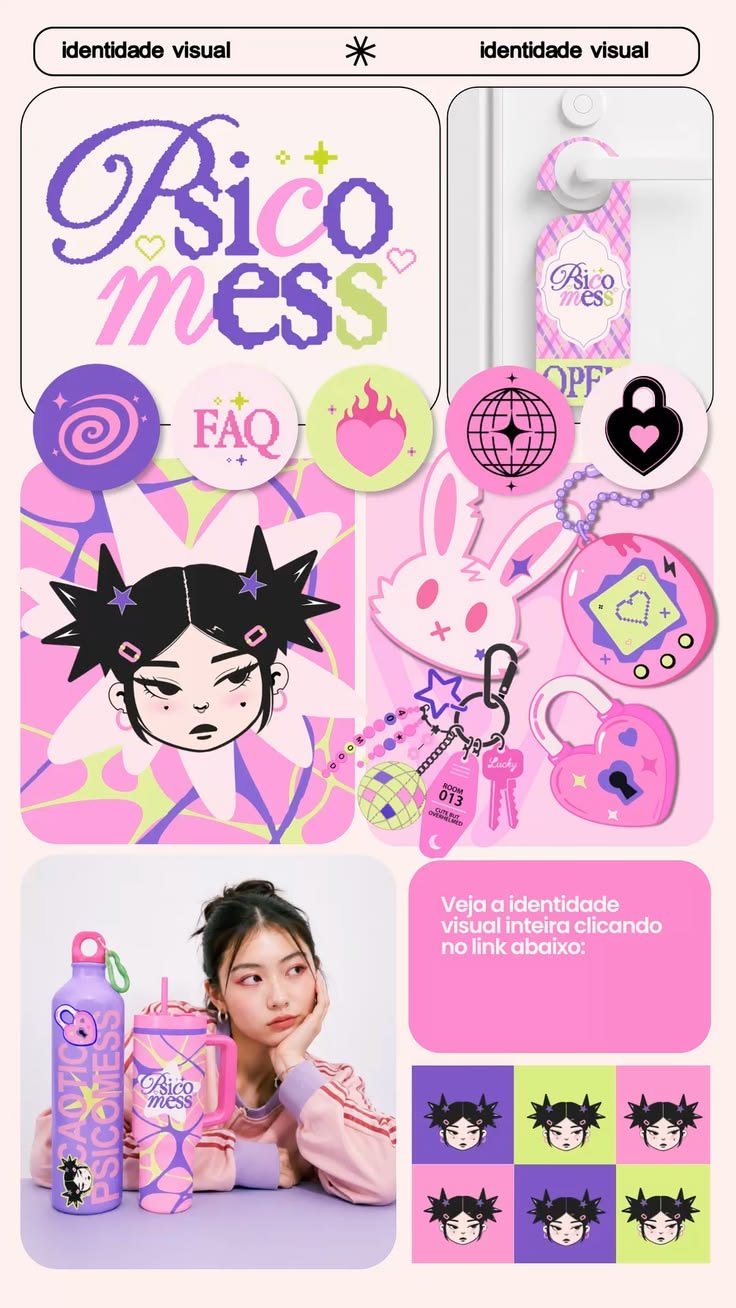 identidade visual
identidade visual
Psico
mess
Psico
mess
OPEN
FAQ
Lucky
ROOM
013
CUTE BUT
OVERHELMED
Veja a identidade
visual inteira clicando
no link abaixo:
CAOTIC
PSICOMESS
Psico
mess